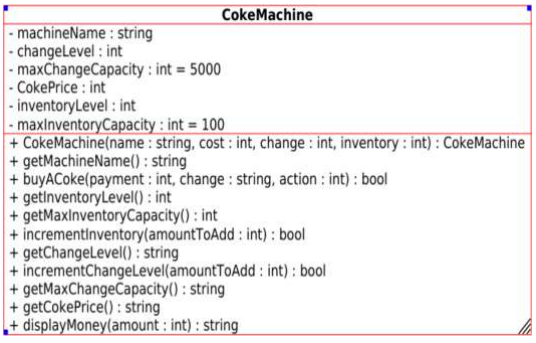 CokeMachine
- machineName : string
- changeLevel : int
- maxChangeCapacity : int = 5000
- CokePrice : int
- inventoryLevel : int
- maxInventoryCapacity : int = 100
+ CokeMachine(name : string, cost : int, change : int, inventory : int) : CokeMachine
+ getMachineName() : string
+ buyACoke(payment : int, change : string, action : int) : bool
+ getInventoryLevel() : int
+ getMaxInventoryCapacity() : int
+ incrementInventory(amountToAdd : int) : bool
+ getChangeLevel() : string
+ incrementChangeLevel(amountToAdd : int) : bool
+ getMaxChangeCapacity() : string
+ getCokePrice() : string
+ displayMoney(amount : int) : string